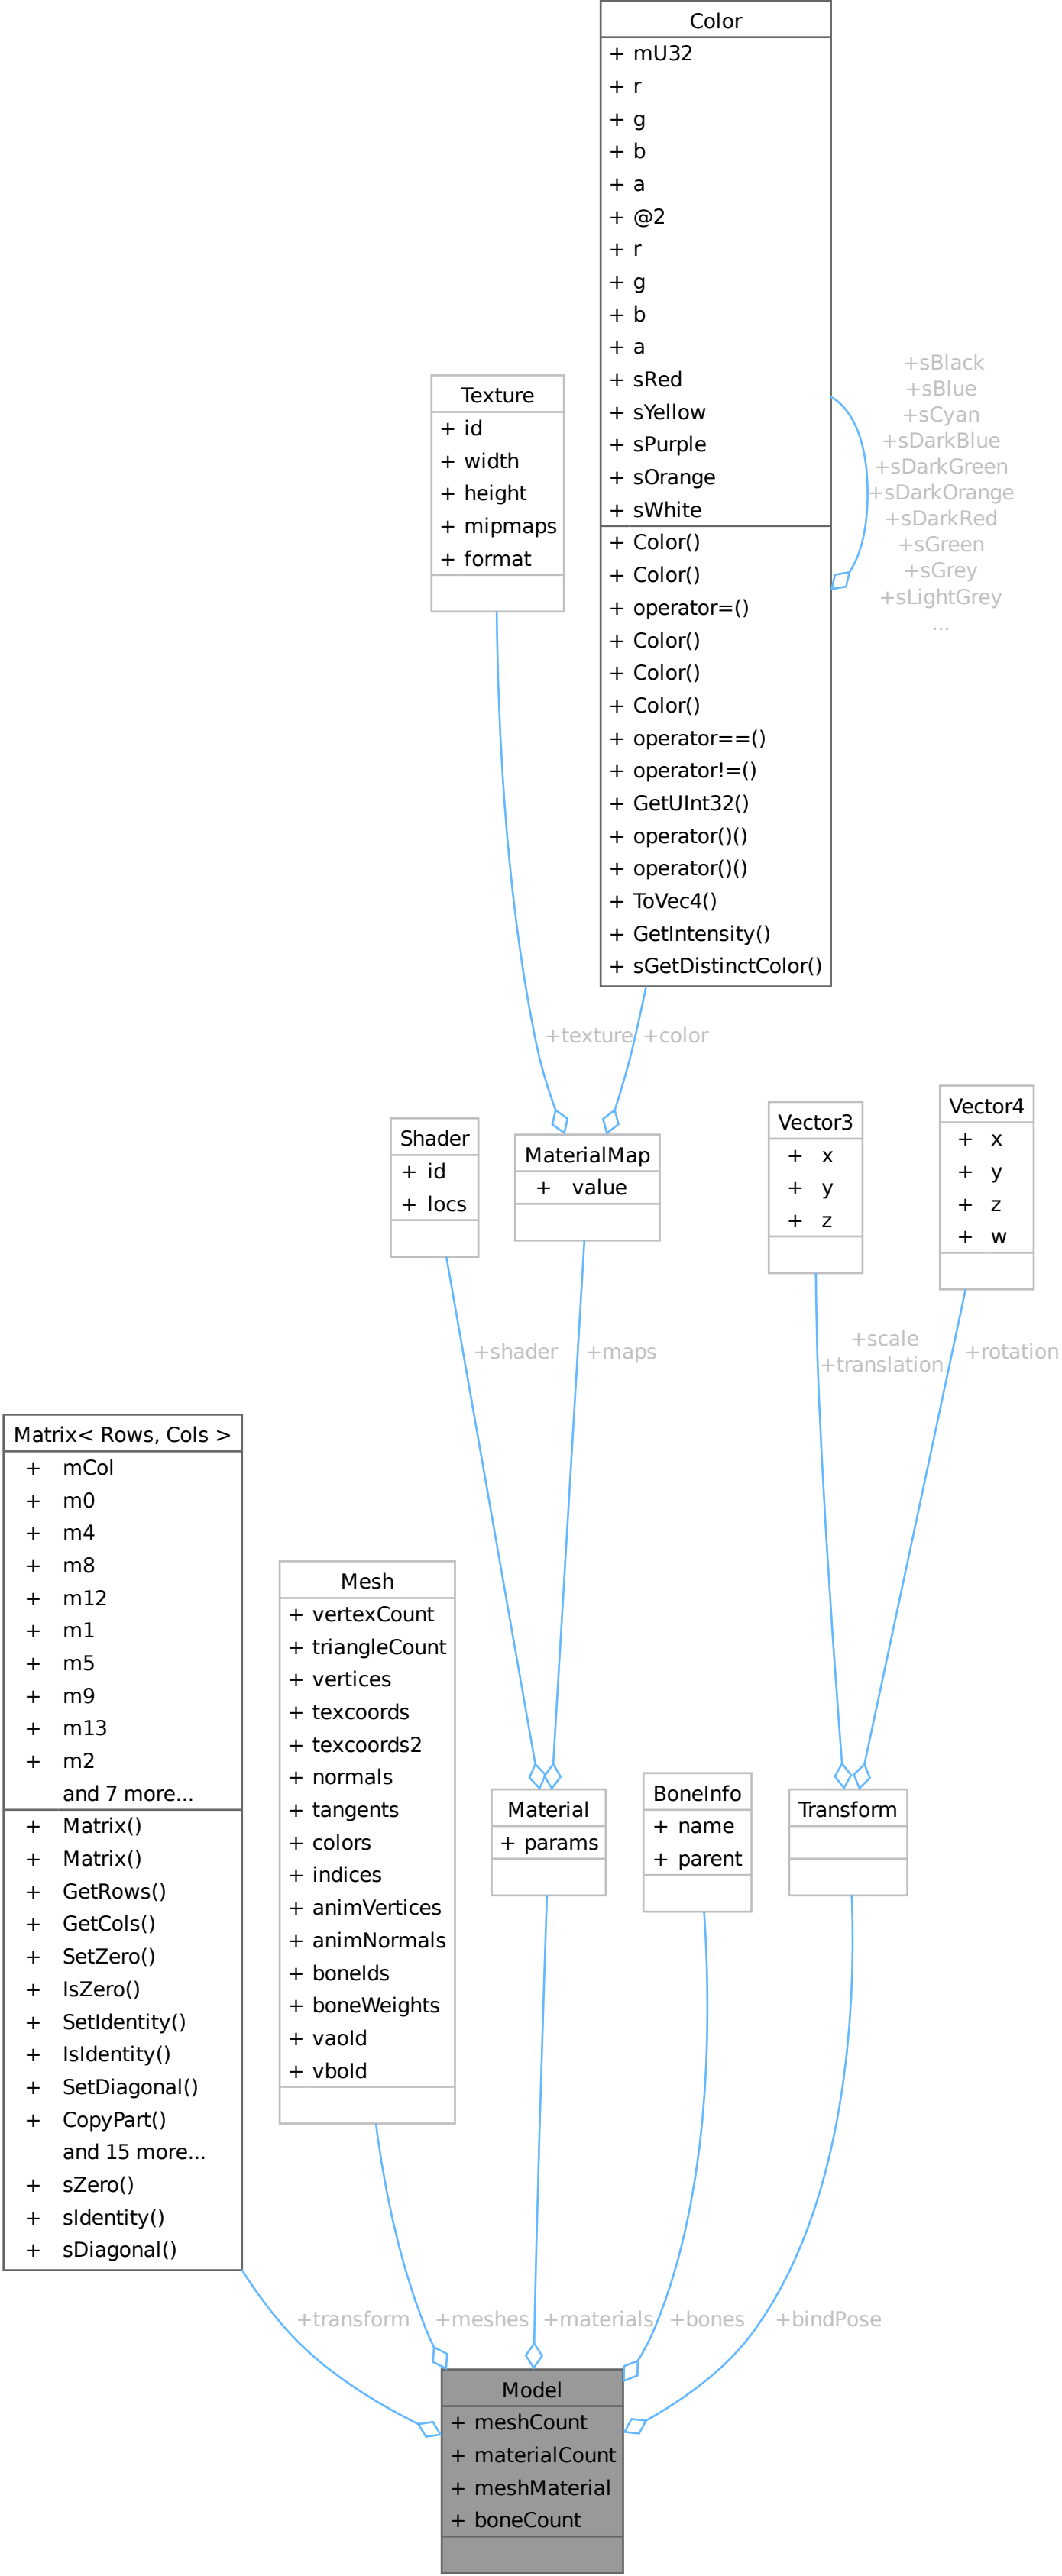 Color
+ mU32
+ r
+ g
+ b
+ a
+ @2
+ r
+ g
+ b
+ a
+ sRed
+ sYellow
+ sPurple
+ sOrange
+ sWhite
+ Color()
+ Color()
+ operator=()
+ Color()
+ Color()
+ Color()
+ operator==()
+ operator!=()
+ GetUInt32()
+ operator()()
+ operator()()
+ ToVec4()
+ GetIntensity()
+ sGetDistinctColor()
+sBlack
+sBlue
+sCyan
+sDarkBlue
+sDarkGreen
+sDarkOrange
+sDarkRed
+sGreen
+sGrey
+sLightGrey
...
Texture
+ id
+ width
+ height
+ mipmaps
+ format
+texture
+color
Shader
+ id
+ locs
MaterialMap
+ value
Vector3
+ x
+ y
+ z
Vector4
+ x
+ y
+ z
+ w
+shader
+maps
+scale
+translation
+rotation
Matrix< Rows, Cols >
+ mCol
+ m0
+ m4
+ m8
+ m12
+ m1
+ m5
+ m9
+ m13
+ m2
and 7 more...
+ Matrix()
+ Matrix()
+ GetRows()
+ GetCols()
+ SetZero()
+ IsZero()
+ SetIdentity()
+ IsIdentity()
+ SetDiagonal()
+ CopyPart()
and 15 more...
+ sZero()
+ sIdentity()
+ sDiagonal()
Mesh
+ vertexCount
+ triangleCount
+ vertices
+ texcoords
+ texcoords2
+ normals
+ tangents
+ colors
+ indices
+ animVertices
+ animNormals
+ boneIds
+ boneWeights
+ vaoId
+ vboId
Material
+ params
BoneInfo
+ name
+ parent
Transform
+transform
+meshes
+materials
+bones
+bindPose
Model
+ meshCount
+ materialCount
+ meshMaterial
+ boneCount